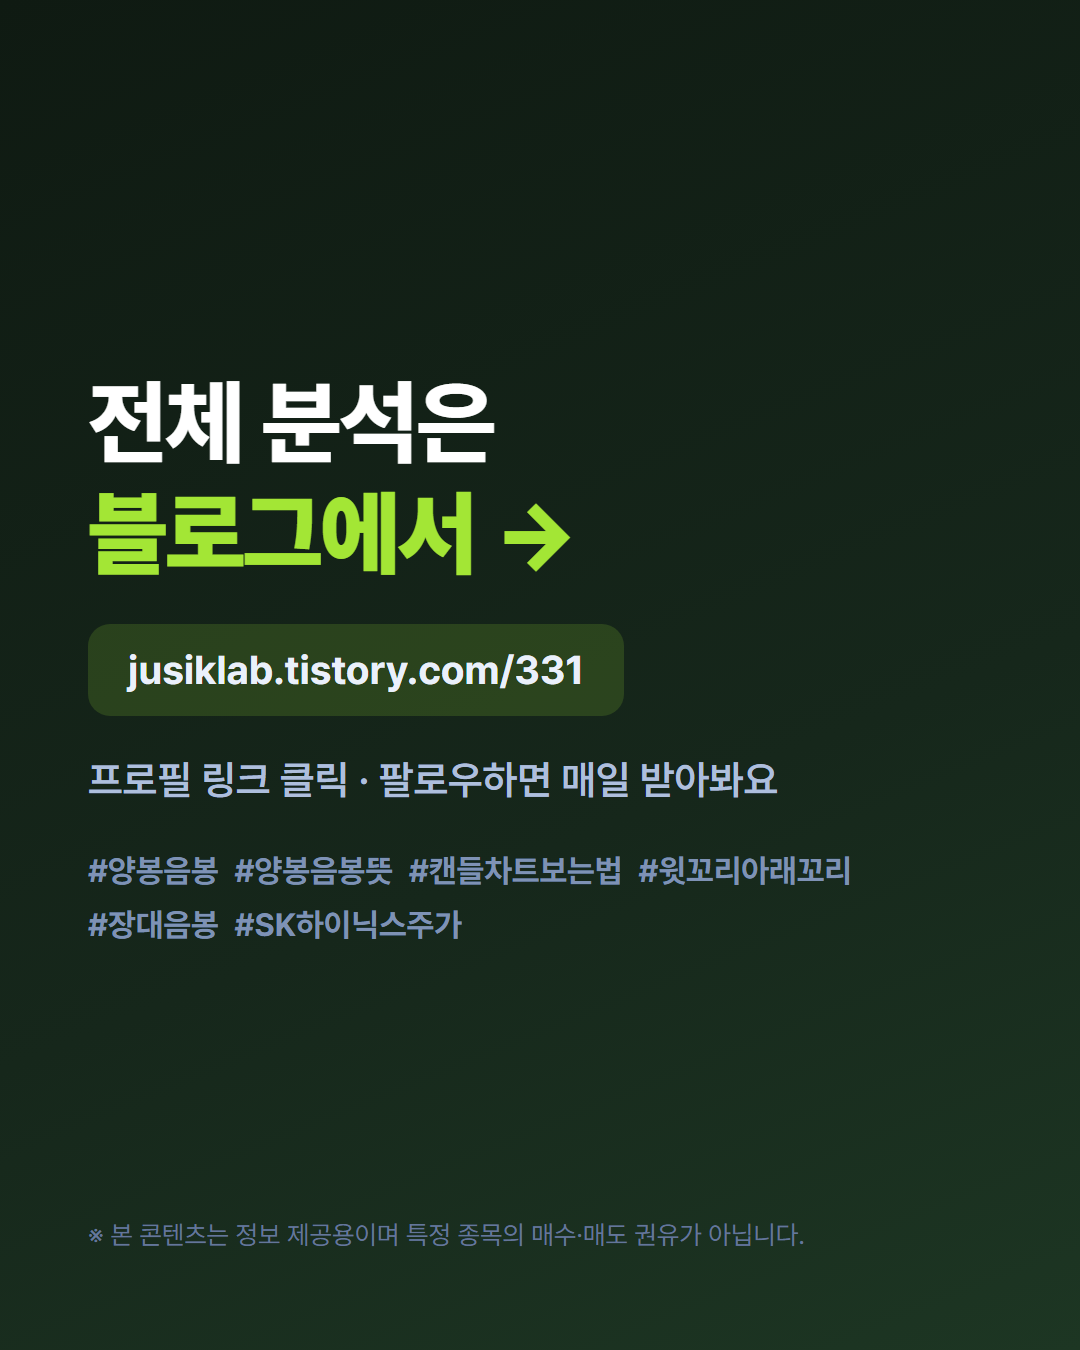 전체 분석은
블로그에서 →
jusiklab.tistory.com/331
프로필 링크 클릭 · 팔로우하면 매일 받아봐요
#양봉음봉 #양봉음봉뜻 #캔들차트보는법 #윗꼬리아래꼬리
#장대음봉 #SK하이닉스주가
※ 본 콘텐츠는 정보 제공용이며 특정 종목의 매수·매도 권유가 아닙니다.